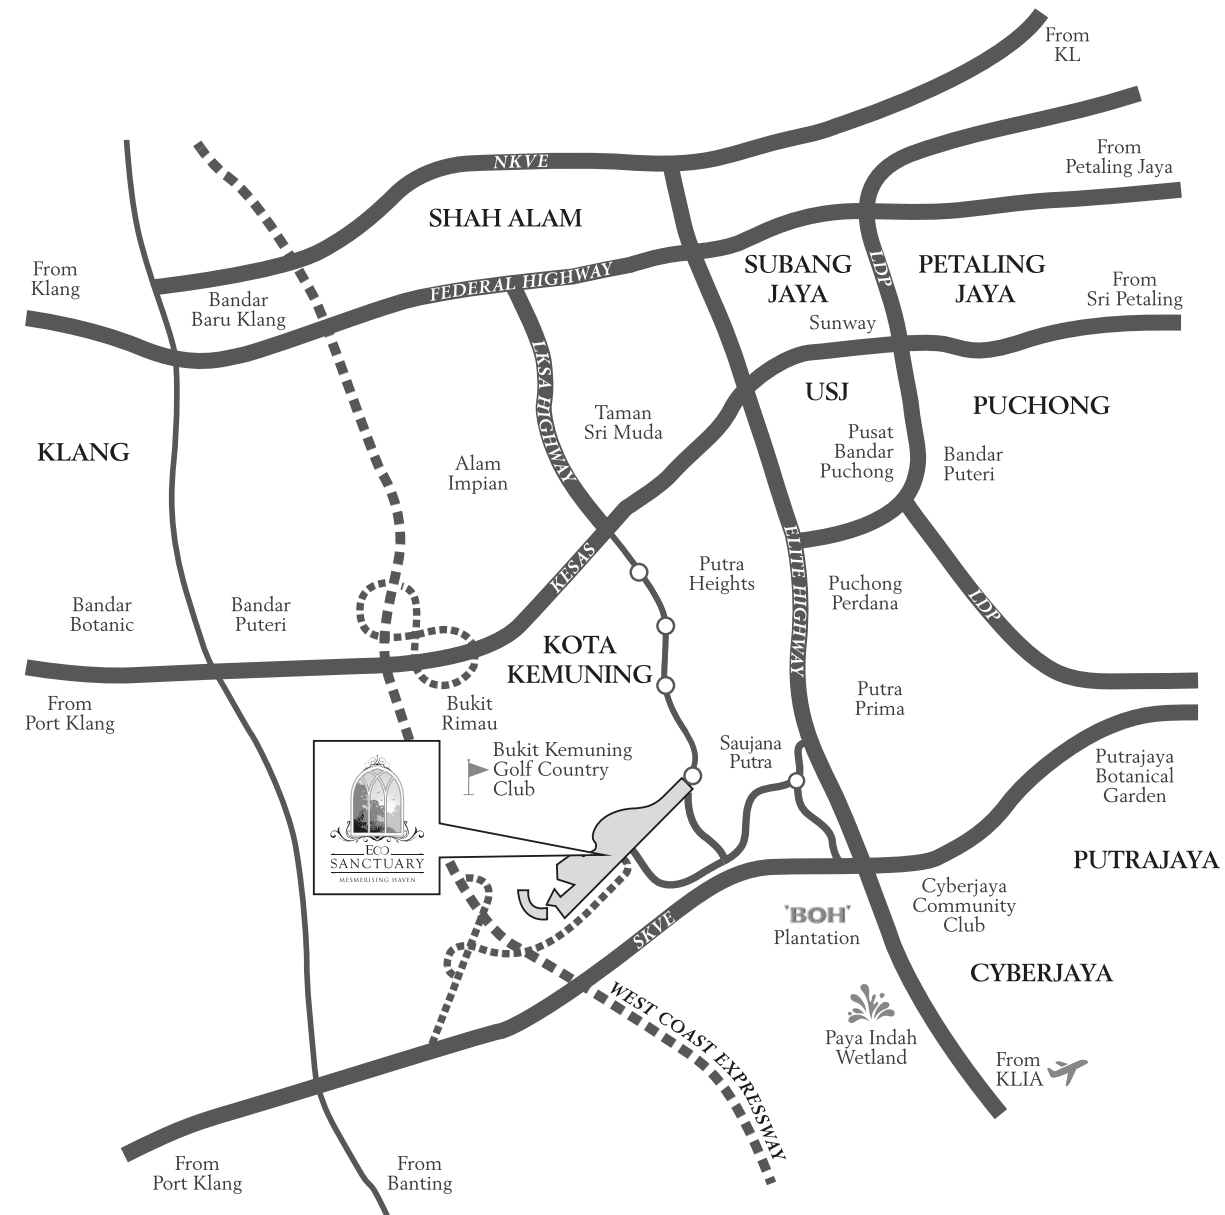 From
KL
From
Petaling Jaya
NKVE
SHAH ALAM
From
Klang
Bandar
Baru Klang
FEDERAL HIGHWAY
SUBANG
JAYA
LDP
PETALING
JAYA
From
Sri Petaling
Sunway
LKSA HIGHWAY
USJ
PUCHONG
Taman
Sri Muda
KLANG
Alam
Impian
Pusat
Bandar
Puchong
Bandar
Puteri
KESAS
ELITE HIGHWAY
Putra
Heights
Puchong
Perdana
LDP
Bandar
Botanic
Bandar
Puteri
KOTA
KEMUNING
From
Port Klang
Bukit
Rimau
Putra
Prima
Bukit Kemuning
Golf Country
Club
Saujana
Putra
Putrajaya
Botanical
Garden
ECO
SANCTUARY
MESMERISING HAVEN
PUTRAJAYA
SKVE
'BOH'
Plantation
Cyberjaya
Community
Club
CYBERJAYA
WEST COAST EXPRESSWAY
Paya Indah
Wetland
From
KLIA
From
Port Klang
From
Banting